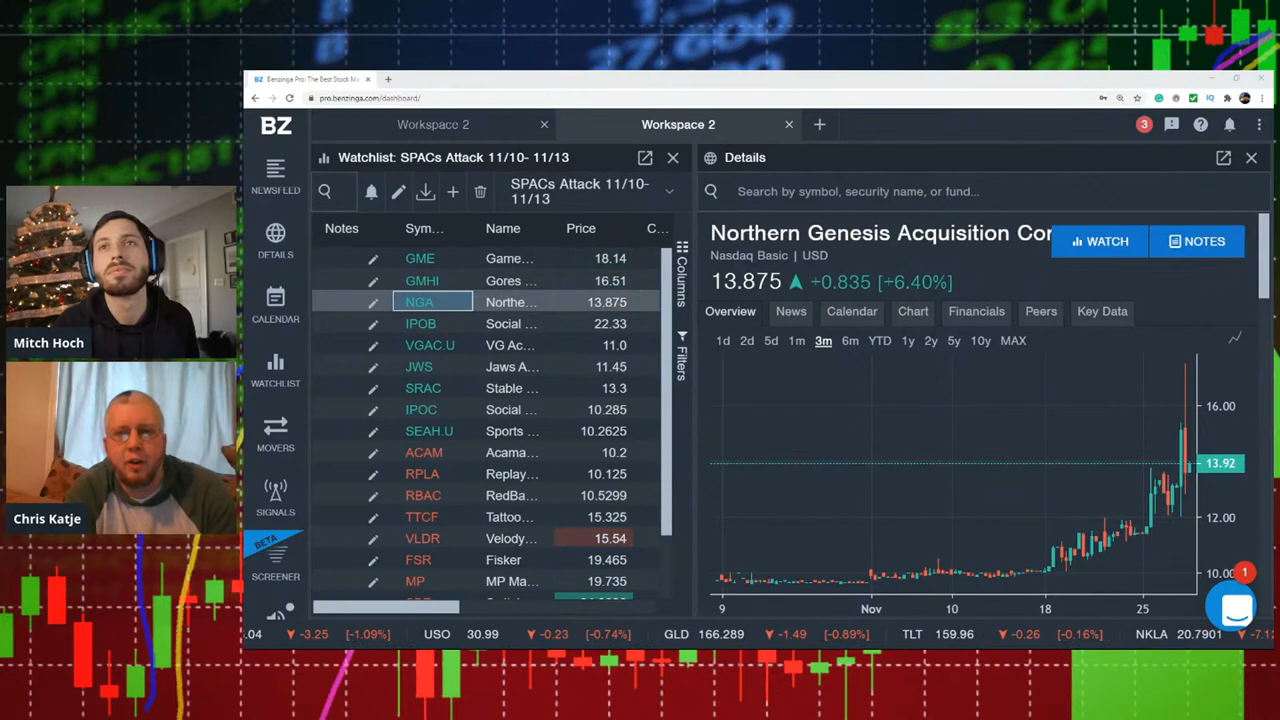 37,600
BZ Benzinga Pro: The Best Stock Ma
pro.benzinga.com/dashboard/
BZ
Workspace 2
Workspace 2
3
NEWSFEED
DETAILS
CALENDAR
WATCHLIST
MOVERS
SIGNALS
BETA
SCREENER
Watchlist: SPACs Attack 11/10- 11/13
SPACs Attack 11/10-
11/13
Notes Sym... Name Price C...
GME Game... 18.14
GMHI Gores ... 16.51
NGA Northe... 13.875
IPOB Social ... 22.33
VGAC.U VG Ac... 11.0
JWS Jaws A... 11.45
SRAC Stable ... 13.3
IPOC Social ... 10.285
SEAH.U Sports ... 10.2625
ACAM Acama... 10.2
RPLA Replay... 10.125
RBAC RedBa... 10.5299
TTCF Tattoo... 15.325
VLDR Velody... 15.54
FSR Fisker 19.465
MP MP Ma... 19.735
Columns
Filters
Details
Search by symbol, security name, or fund...
Northern Genesis Acquisition Cor
WATCH
NOTES
Nasdaq Basic | USD
13.875 +0.835 [+6.40%]
Overview News Calendar Chart Financials Peers Key Data
1d 2d 5d 1m 3m 6m YTD 1y 2y 5y 10y MAX
16.00
13.92
12.00
10.00
9 Nov 10 18 25
1
.04 -3.25 [-1.09%] USO 30.99 -0.23 [-0.74%] GLD 166.289 -1.49 [-0.89%] TLT 159.96 -0.26 [-0.16%] NKLA 20.7901 -7.1
Mitch Hoch
Chris Katje